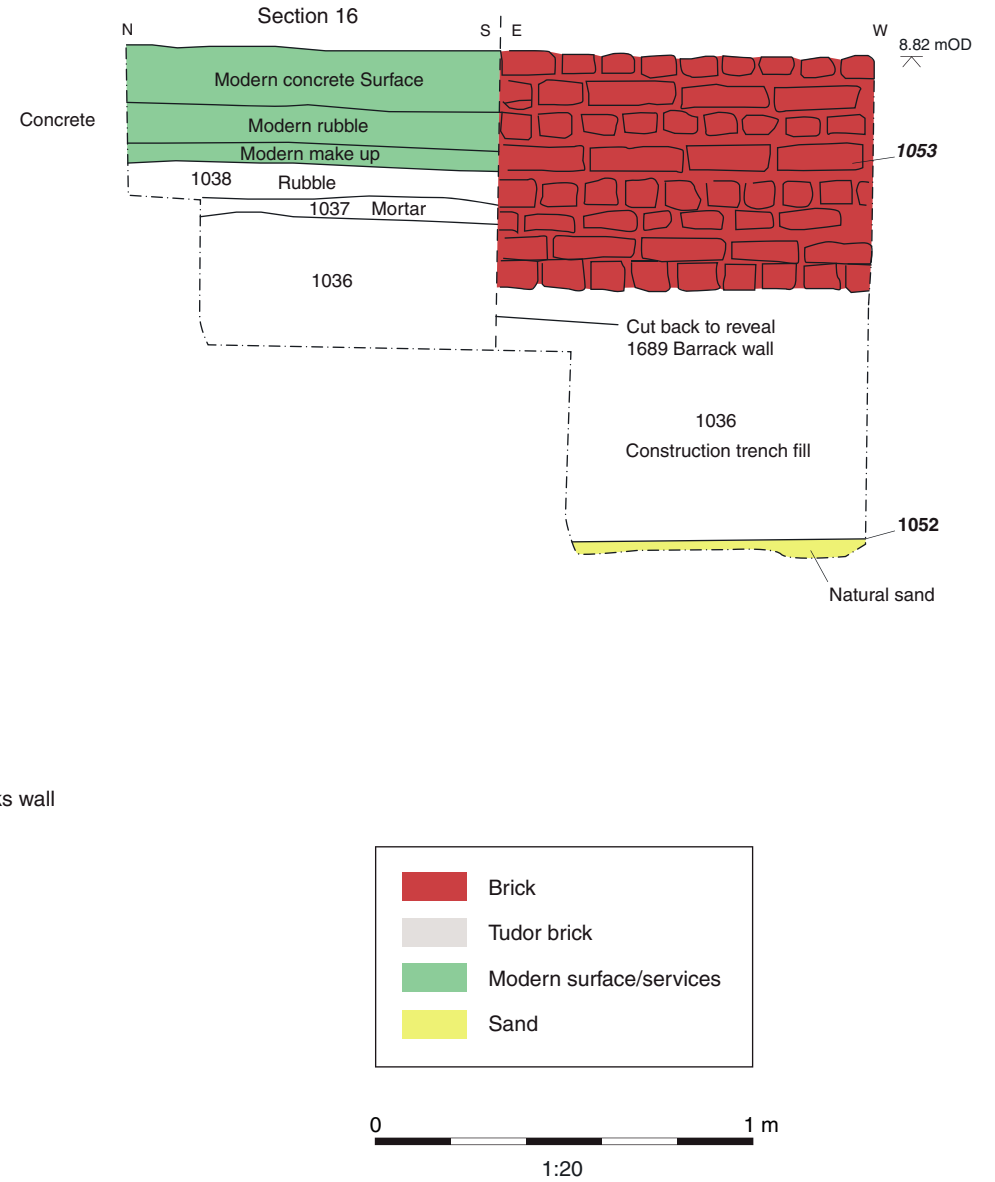 Section 16
N
S
E
W
8.82 mOD
Modern concrete Surface
Concrete
Modern rubble
Modern make up
1053
1038 Rubble
1037 Mortar
1036
Cut back to reveal
1689 Barrack wall
1036
Construction trench fill
1052
Natural sand
s wall
Brick
Tudor brick
Modern surface/services
Sand
0 1 m
1:20